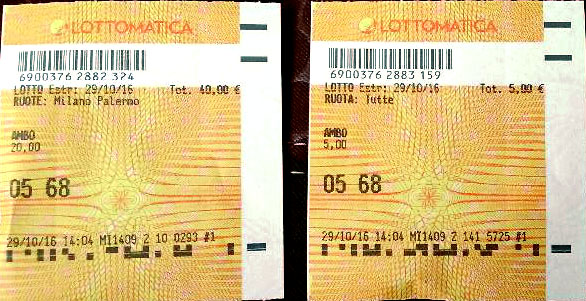 LOTTOMATICA
6900376 2882 324
LOTTO Estr: 29/10/16 Tot. 40,00 €
RUOTE: Milano Palermo
AMBO
20,00
05 68
29/10/16 14:04 MI1409 2 10 0293 #1
LOTTOMATICA
6900376 2883 159
LOTTO Estr: 29/10/16 Tot. 5,00 €
RUOTA: Tutte
AMBO
5,00
05 68
29/10/16 14:04 MI1409 2 141 5725 #1